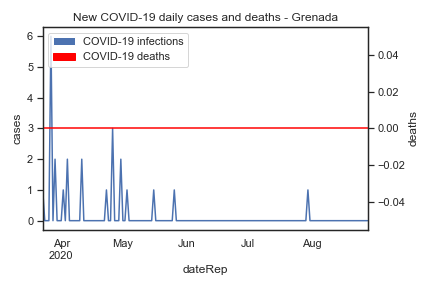 New COVID-19 daily cases and deaths - Grenada
COVID-19 infections
COVID-19 deaths
6
5
4
3
2
1
0
cases
0.04
0.02
0.00
−0.02
−0.04
deaths
Apr
2020
May
Jun
Jul
Aug
dateRep